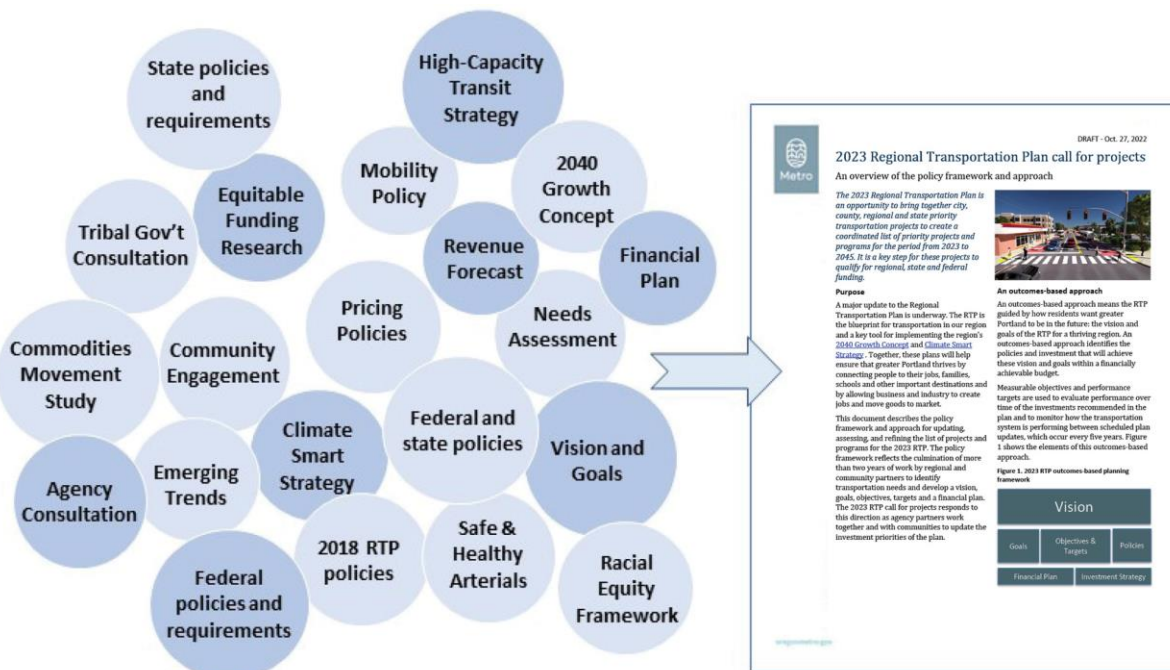 State policies
and
requirements
High-Capacity
Transit
Strategy
Mobility
Policy
2040
Growth
Concept
Equitable
Funding
Research
Tribal Gov't
Consultation
Revenue
Forecast
Financial
Plan
Pricing
Policies
Needs
Assessment
Commodities
Movement
Study
Community
Engagement
Federal and
state policies
Climate
Smart
Strategy
Vision and
Goals
Emerging
Trends
Agency
Consultation
2018 RTP
policies
Safe &
Healthy
Arterials
Racial
Equity
Framework
Federal
policies and
requirements
Metro
DRAFT - Oct. 27, 2022
2023 Regional Transportation Plan call for projects
An overview of the policy framework and approach
The 2023 Regional Transportation Plan is
an opportunity to bring together city,
county, regional and state priority
transportation projects to create a
coordinated list of priority projects and
programs for the period from 2023 to
2045. It is a key step for these projects to
qualify for regional, state and federal
funding.
Purpose
A major update to the Regional
Transportation Plan is underway. The RTP is
the blueprint for transportation in our region
and a key tool for implementing the region's
2040 Growth Concept and Climate Smart
Strategy . Together, these plans will help
ensure that greater Portland thrives by
connecting people to their jobs, families,
schools and other important destinations and
by allowing business and industry to create
jobs and move goods to market.
This document describes the policy
framework and approach for updating,
assessing, and refining the list of projects and
programs for the 2023 RTP. The policy
framework reflects the culmination of more
than two years of work by regional and
community partners to identify
transportation needs and develop a vision,
goals, objectives, targets and a financial plan.
The 2023 RTP call for projects responds to
this direction as agency partners work
together and with communities to update the
investment priorities of the plan.
An outcomes-based approach
An outcomes-based approach means the RTP
guided by how residents want greater
Portland to be in the future: the vision and
goals of the RTP for a thriving region. An
outcomes-based approach identifies the
policies and investment that will achieve
these vision and goals within a financially
achievable budget.
Measurable objectives and performance
targets are used to evaluate performance over
time of the investments recommended in the
plan and to monitor how the transportation
system is performing between scheduled plan
updates, which occur every five years. Figure
1 shows the elements of this outcomes-based
approach.
Figure 1. 2023 RTP outcomes-based planning
framework
Vision
Goals
Objectives &
Targets
Policies
Financial Plan
Investment Strategy
oregonmetro.gov